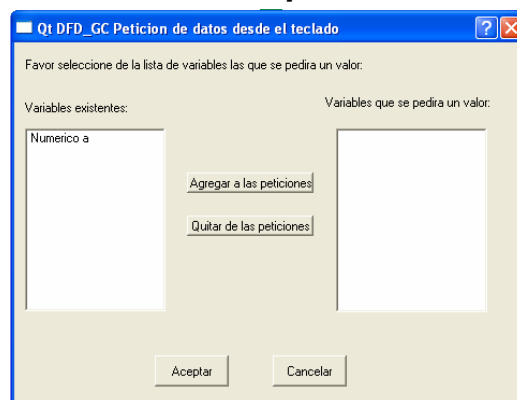 Qt DFD_GC Peticion de datos desde el teclado
Favor seleccione de la lista de variables las que se pedira un valor:
Variables existentes:
Variables que se pedira un valor:
Numerico a
Agregar a las peticiones
Quitar de las peticiones
Aceptar
Cancelar